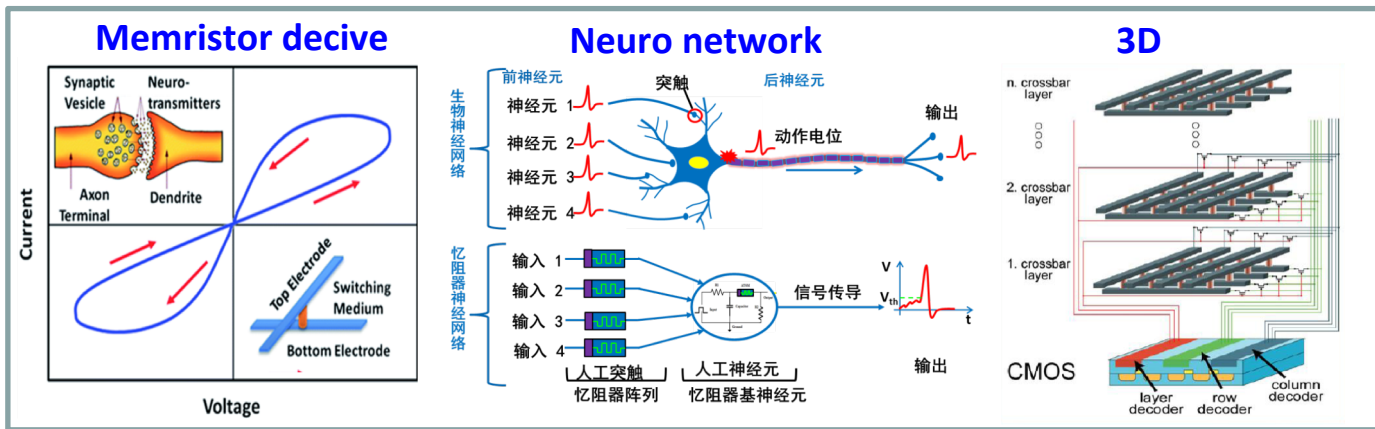 Memristor decive
Neuro network
3D
Synaptic
Vesicle
Neuro-
transmitters
Axon
Terminal
Dendrite
Current
Voltage
Top Electrode
Switching
Medium
Bottom Electrode
生物神经网络
前神经元
突触
后神经元
神经元 1
神经元 2
神经元 3
神经元 4
动作电位
输出
忆阻器神经网络
输入 1
输入 2
输入 3
输入 4
信号传导
V
Vth
t
输出
人工突触
忆阻器阵列
人工神经元
忆阻器基神经元
n. crossbar
layer
2. crossbar
layer
1. crossbar
layer
CMOS
layer
decoder
row
decoder
column
decoder